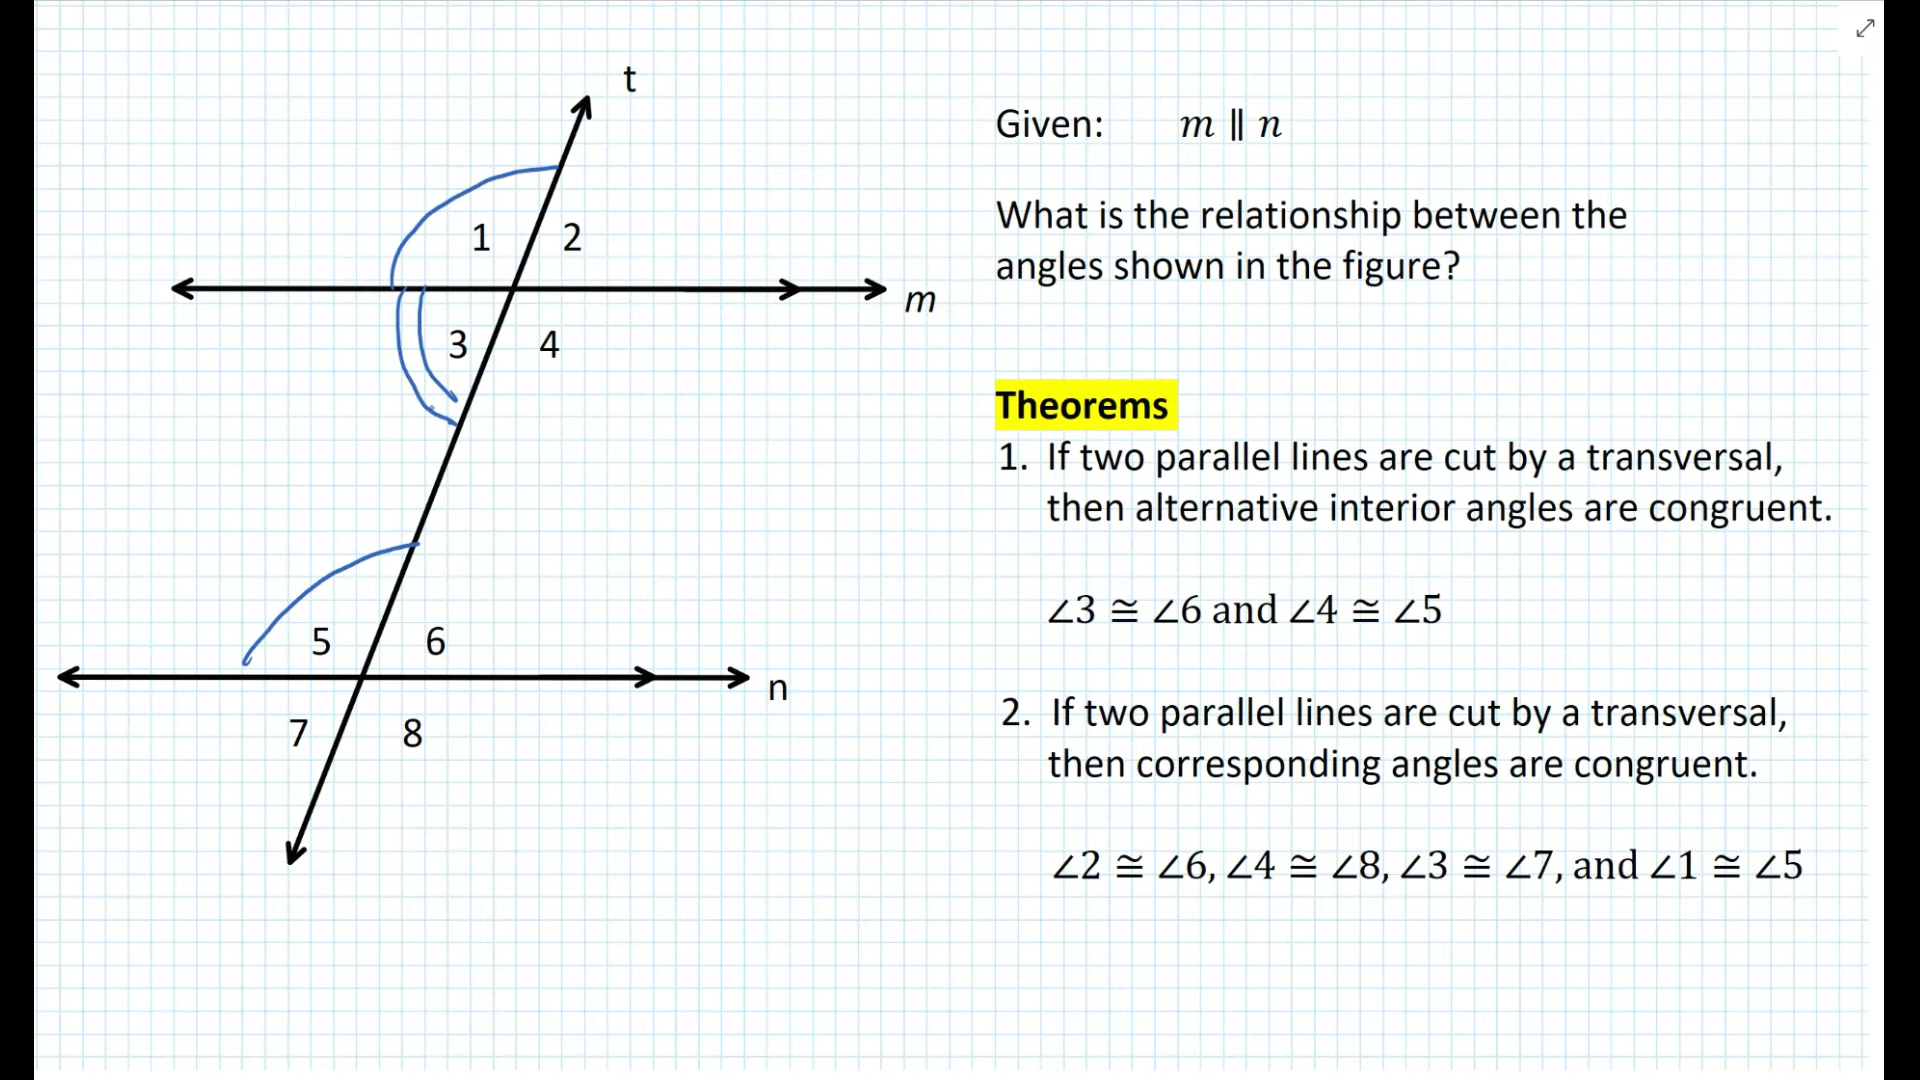 t
1 2
m
3 4
5 6
n
7 8
Given: m ∥ n
What is the relationship between the
angles shown in the figure?
Theorems
1. If two parallel lines are cut by a transversal,
then alternative interior angles are congruent.
∠3 ≅ ∠6 and ∠4 ≅ ∠5
2. If two parallel lines are cut by a transversal,
then corresponding angles are congruent.
∠2 ≅ ∠6, ∠4 ≅ ∠8, ∠3 ≅ ∠7, and ∠1 ≅ ∠5